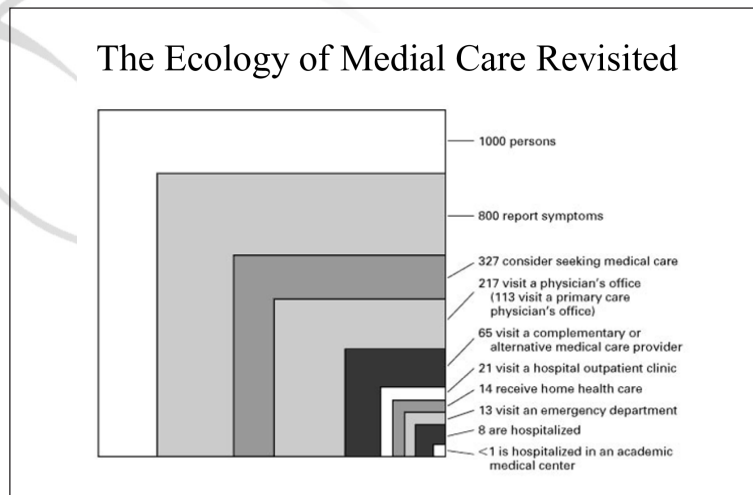 The Ecology of Medial Care Revisited
1000 persons
800 report symptoms
327 consider seeking medical care
217 visit a physician's office
(113 visit a primary care
physician's office)
65 visit a complementary or
alternative medical care provider
21 visit a hospital outpatient clinic
14 receive home health care
13 visit an emergency department
8 are hospitalized
<1 is hospitalized in an academic
medical center